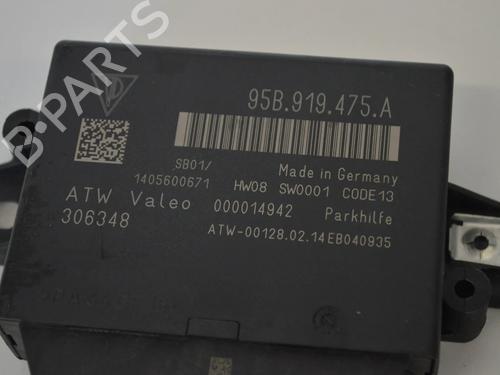 B-PARTS
95B.919.475.A
SB01/
1405600671
Made in Germany
HW08 SW0001 CODE13
ATW Valeo 000014942 Parkhilfe
306348
ATW-00128.02.14EB040935